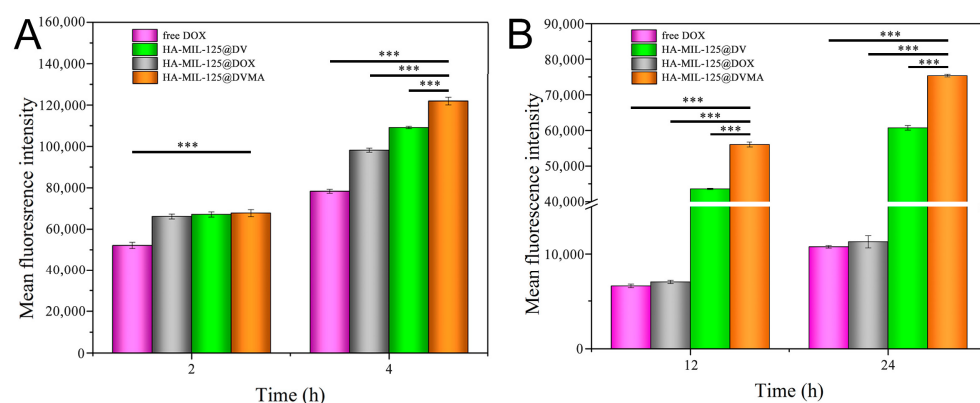 A
Mean fluoresrence intensity
160,000
140,000
120,000
100,000
80,000
60,000
40,000
20,000
0
free DOX
HA-MIL-125@DV
HA-MIL-125@DOX
HA-MIL-125@DVMA
***
***
***
***
2
4
Time (h)
B
Mean fluorescence intensity
90,000
80,000
70,000
60,000
50,000
40,000
10,000
0
free DOX
HA-MIL-125@DV
HA-MIL-125@DOX
HA-MIL-125@DVMA
***
***
***
***
***
***
12
24
Time (h)